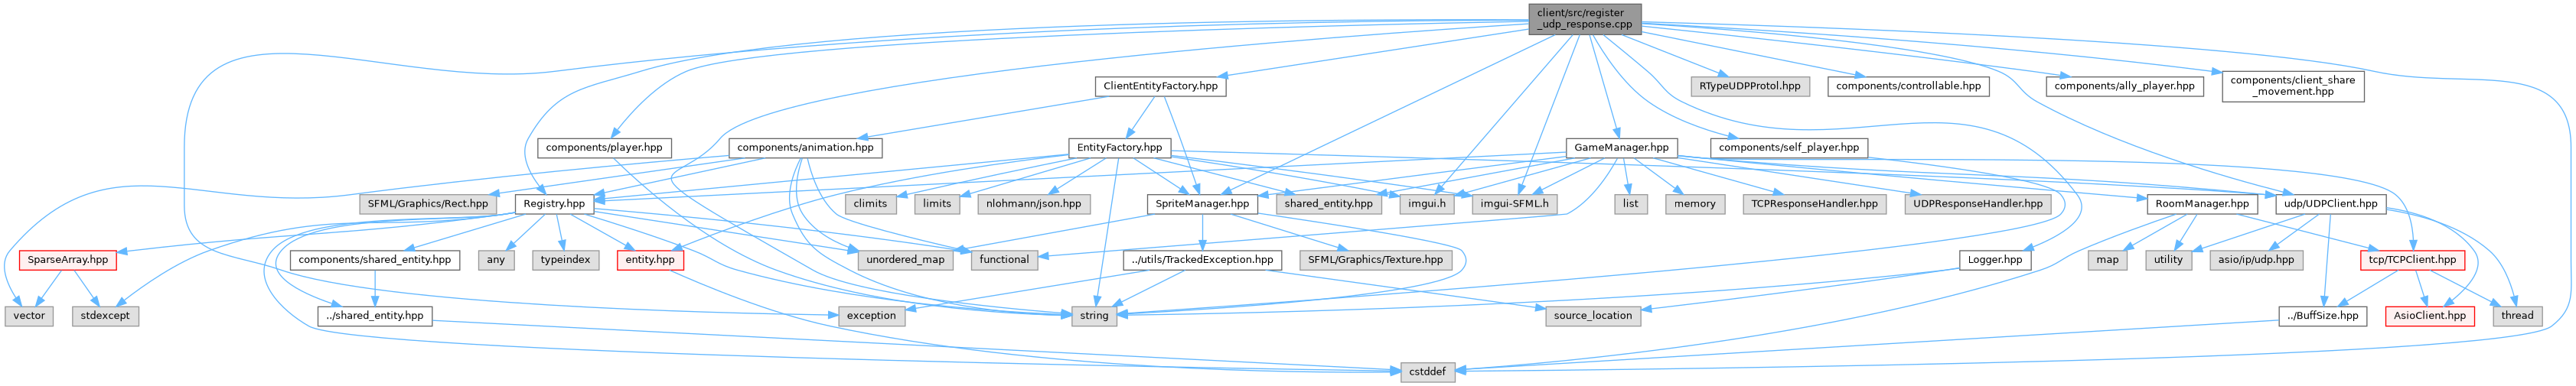 client/src/register
_udp_response.cpp
ClientEntityFactory.hpp
RTypeUDPProtol.hpp
components/controllable.hpp
components/ally_player.hpp
components/client_share
_movement.hpp
components/player.hpp
components/animation.hpp
EntityFactory.hpp
GameManager.hpp
components/self_player.hpp
SFML/Graphics/Rect.hpp
Registry.hpp
climits
limits
nlohmann/json.hpp
SpriteManager.hpp
shared_entity.hpp
imgui.h
imgui-SFML.h
list
memory
TCPResponseHandler.hpp
UDPResponseHandler.hpp
RoomManager.hpp
udp/UDPClient.hpp
SparseArray.hpp
components/shared_entity.hpp
any
typeindex
entity.hpp
unordered_map
functional
../utils/TrackedException.hpp
SFML/Graphics/Texture.hpp
Logger.hpp
map
utility
asio/ip/udp.hpp
tcp/TCPClient.hpp
vector
stdexcept
../shared_entity.hpp
exception
string
source_location
../BuffSize.hpp
AsioClient.hpp
thread
cstddef